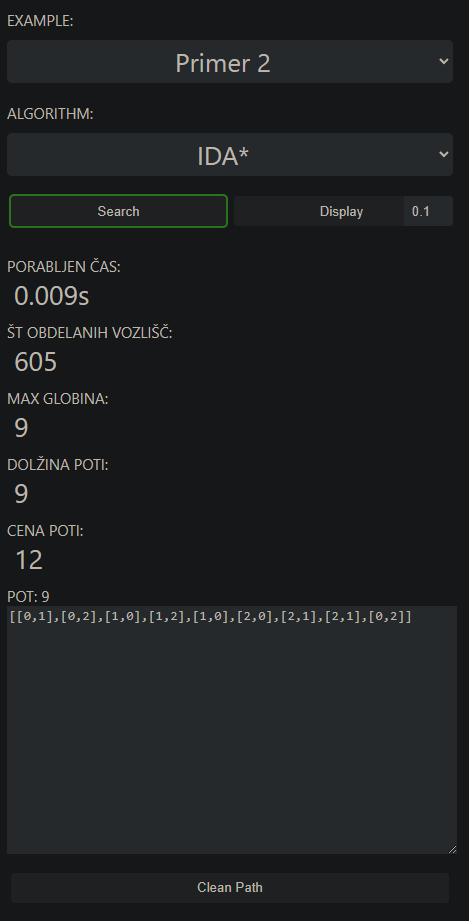 EXAMPLE:
Primer 2
ALGORITHM:
IDA*
Search Display 0.1
PORABLJEN ČAS:
0.009s
ŠT OBDELANIH VOZLIŠČ:
605
MAX GLOBINA:
9
DOLŽINA POTI:
9
CENA POTI:
12
POT: 9
[[0,1],[0,2],[1,0],[1,2],[1,0],[2,0],[2,1],[2,1],[0,2]]
Clean Path